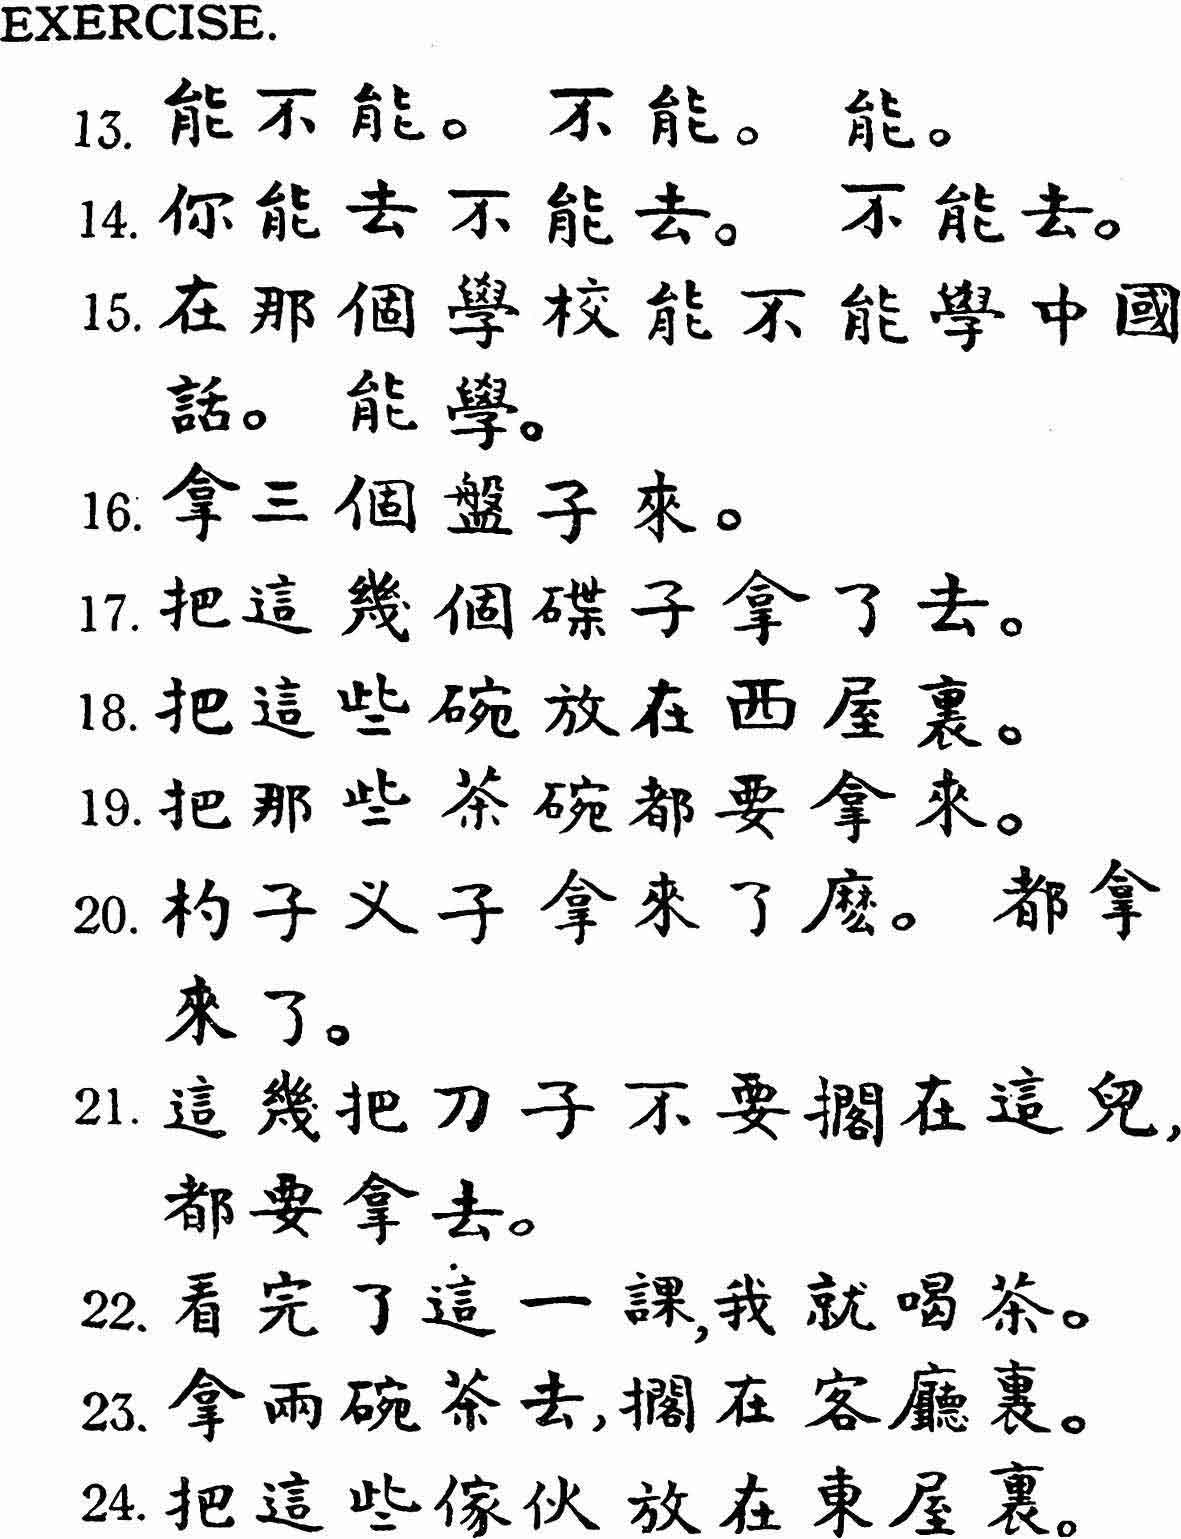 EXERCISE.
13. 能不能。 不能。 能。
14. 你能去不能去。 不能去。
15. 在那個學校能不能學中國
話。 能學。
16. 拿三個盤子來。
17. 把這幾個碟子拿了去。
18. 把這些碗放在西屋裏。
19. 把那些茶碗都要拿來。
20. 杓子义子拿來了麽。 都拿
來了。
21. 這幾把刀子不要擱在這兒,
都要拿去。
22. 看完了這一課,我就喝茶。
23. 拿兩碗茶去,擱在客廳裏。
24. 把這些傢伙放在東屋裏。